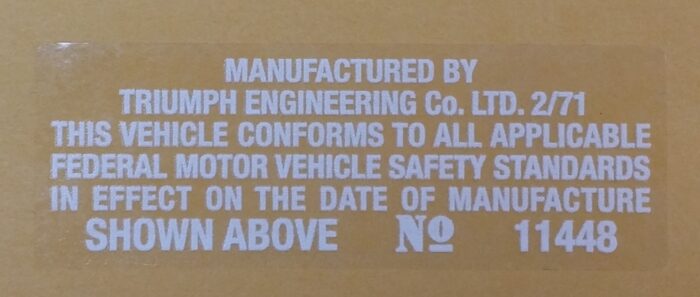 MANUFACTURED BY
TRIUMPH ENGINEERING Co. LTD. 2/71
THIS VEHICLE CONFORMS TO ALL APPLICABLE
FEDERAL MOTOR VEHICLE SAFETY STANDARDS
IN EFFECT ON THE DATE OF MANUFACTURE
SHOWN ABOVE No 11448